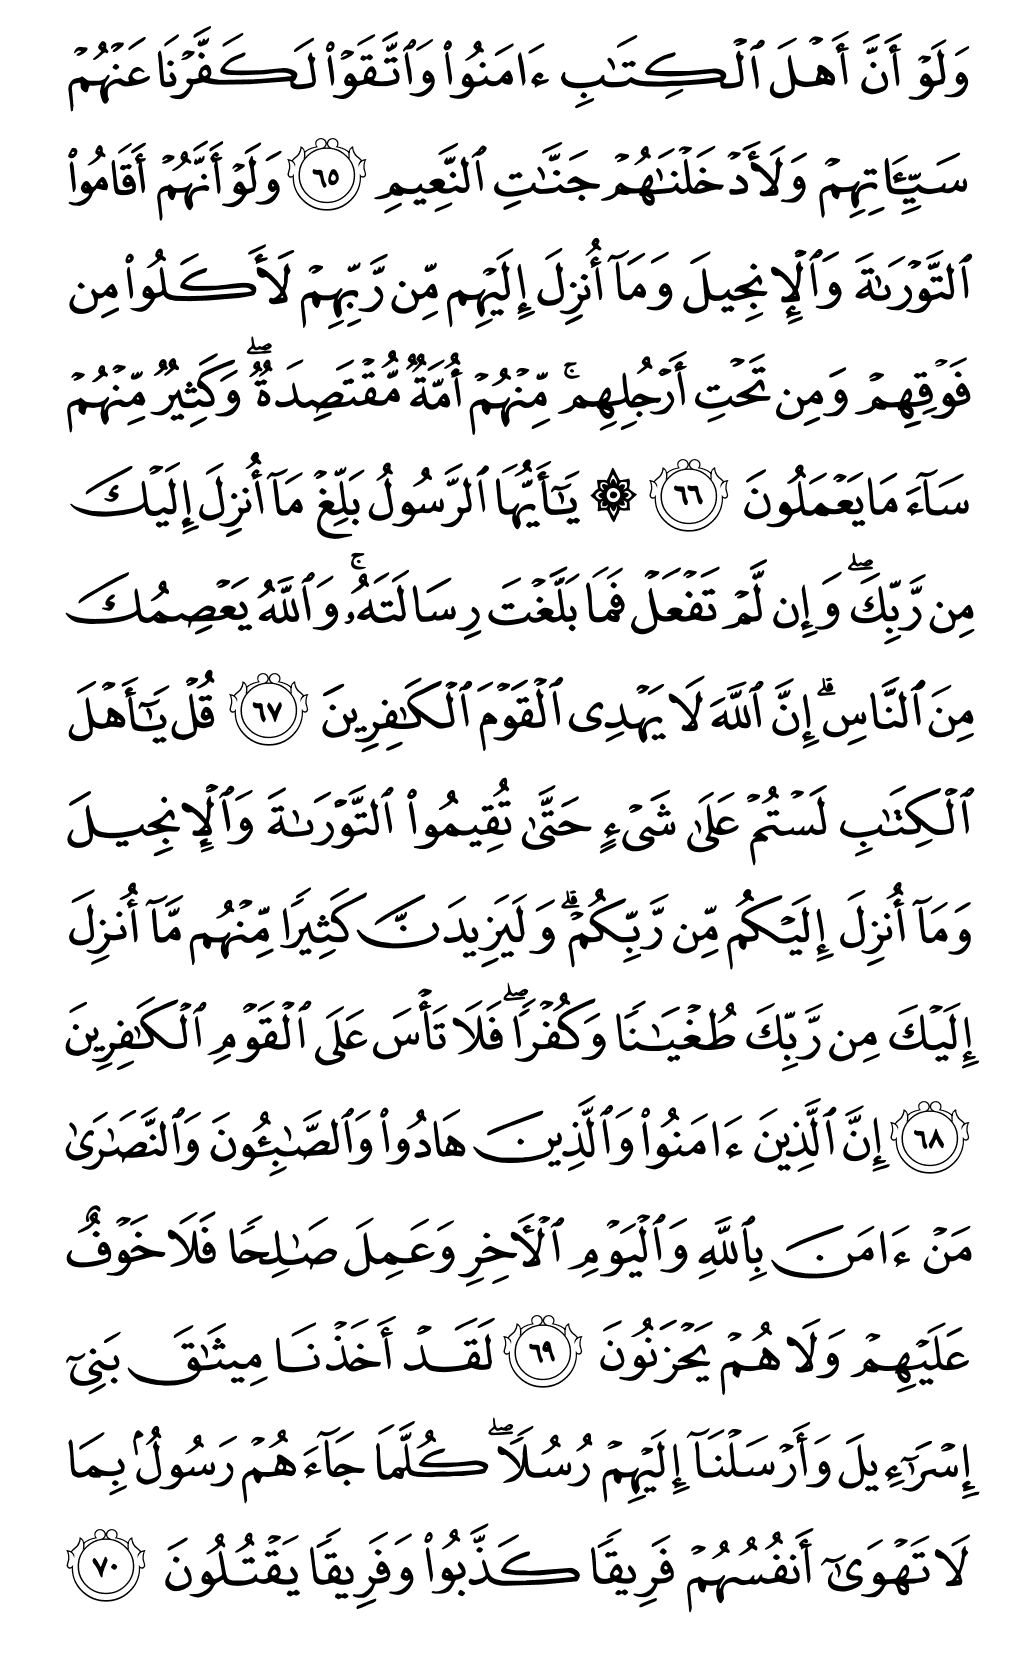 وَلَوْ أَنَّ أَهْلَ ٱلْكِتَٰبِ ءَامَنُوا۟ وَٱتَّقَوْا۟ لَكَفَّرْنَا عَنْهُمْ
سَيِّـَٔاتِهِمْ وَلَأَدْخَلْنَٰهُمْ جَنَّٰتِ ٱلنَّعِيمِ ٦٥ وَلَوْ أَنَّهُمْ أَقَامُوا۟
ٱلتَّوْرَىٰةَ وَٱلْإِنجِيلَ وَمَآ أُنزِلَ إِلَيْهِم مِّن رَّبِّهِمْ لَأَكَلُوا۟ مِن
فَوْقِهِمْ وَمِن تَحْتِ أَرْجُلِهِم ۚ مِّنْهُمْ أُمَّةٌ مُّقْتَصِدَةٌ ۖ وَكَثِيرٌ مِّنْهُمْ
سَآءَ مَا يَعْمَلُونَ ٦٦ ۞ يَٰٓأَيُّهَا ٱلرَّسُولُ بَلِّغْ مَآ أُنزِلَ إِلَيْكَ
مِن رَّبِّكَ ۖ وَإِن لَّمْ تَفْعَلْ فَمَا بَلَّغْتَ رِسَالَتَهُۥ ۚ وَٱللَّهُ يَعْصِمُكَ
مِنَ ٱلنَّاسِ ۗ إِنَّ ٱللَّهَ لَا يَهْدِى ٱلْقَوْمَ ٱلْكَٰفِرِينَ ٦٧ قُلْ يَٰٓأَهْلَ
ٱلْكِتَٰبِ لَسْتُمْ عَلَىٰ شَىْءٍ حَتَّىٰ تُقِيمُوا۟ ٱلتَّوْرَىٰةَ وَٱلْإِنجِيلَ
وَمَآ أُنزِلَ إِلَيْكُم مِّن رَّبِّكُمْ ۗ وَلَيَزِيدَنَّ كَثِيرًا مِّنْهُم مَّآ أُنزِلَ
إِلَيْكَ مِن رَّبِّكَ طُغْيَٰنًا وَكُفْرًا ۖ فَلَا تَأْسَ عَلَى ٱلْقَوْمِ ٱلْكَٰفِرِينَ
٦٨ إِنَّ ٱلَّذِينَ ءَامَنُوا۟ وَٱلَّذِينَ هَادُوا۟ وَٱلصَّٰبِـُٔونَ وَٱلنَّصَٰرَىٰ
مَنْ ءَامَنَ بِٱللَّهِ وَٱلْيَوْمِ ٱلْـَٔاخِرِ وَعَمِلَ صَٰلِحًا فَلَا خَوْفٌ
عَلَيْهِمْ وَلَا هُمْ يَحْزَنُونَ ٦٩ لَقَدْ أَخَذْنَا مِيثَٰقَ بَنِىٓ
إِسْرَٰٓءِيلَ وَأَرْسَلْنَآ إِلَيْهِمْ رُسُلًا ۖ كُلَّمَا جَآءَهُمْ رَسُولٌۢ بِمَا
لَا تَهْوَىٰٓ أَنفُسُهُمْ فَرِيقًا كَذَّبُوا۟ وَفَرِيقًا يَقْتُلُونَ ٧٠